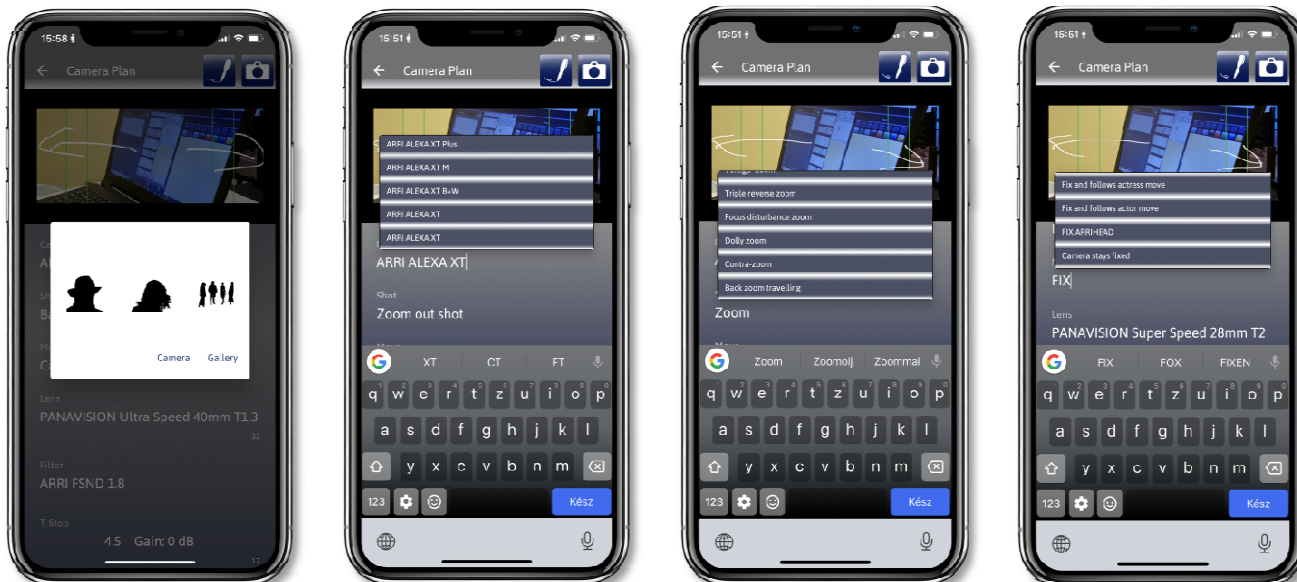 15:58
Camera Plan
Camera Gallery
Lens
PANAVISION Ultra Speed 40mm T1.3
32
Filter
ARRI FSND 1.8
T Stop
4.5 Gain: 0 dB
15:51
Camera Plan
ARRI ALEXA XT Plus
ARRI ALEXA XT M
ARRI ALEXA XT B+W
ARRI ALEXA XT
ARRI ALEXA XT
ARRI ALEXA XT
Shot
Zoom out shot
XT CT FT
q w e r t z u i o p
a s d f g h j k l
y x c v b n m
123 Kész
15:51
Camera Plan
Triple reverse zoom
Focus disturbance zoom
Dolly zoom
Contra-zoom
Back zoom travelling
Zoom
Zoom Zoomolj Zoommal
q w e r t z u i o p
a s d f g h j k l
y x c v b n m
123 Kész
15:51
Camera Plan
Fix and follows actress move
Fix and follows actor move
FIX ARRIHEAD
Camera stays fixed
FIX
Lens
PANAVISION Super Speed 28mm T2
FIX FOX FIXEN
q w e r t z u i o p
a s d f g h j k l
y x c v b n m
123 Kész